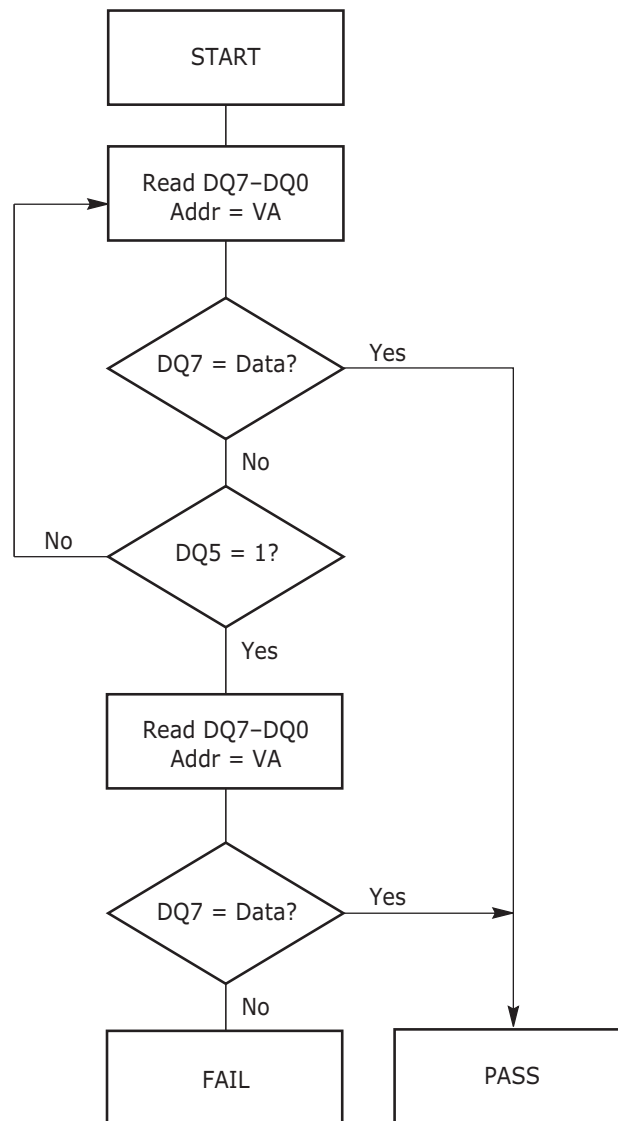 START
Read DQ7–DQ0
Addr = VA
DQ7 = Data?
Yes
No
No
DQ5 = 1?
Yes
Read DQ7–DQ0
Addr = VA
DQ7 = Data?
Yes
No
FAIL
PASS